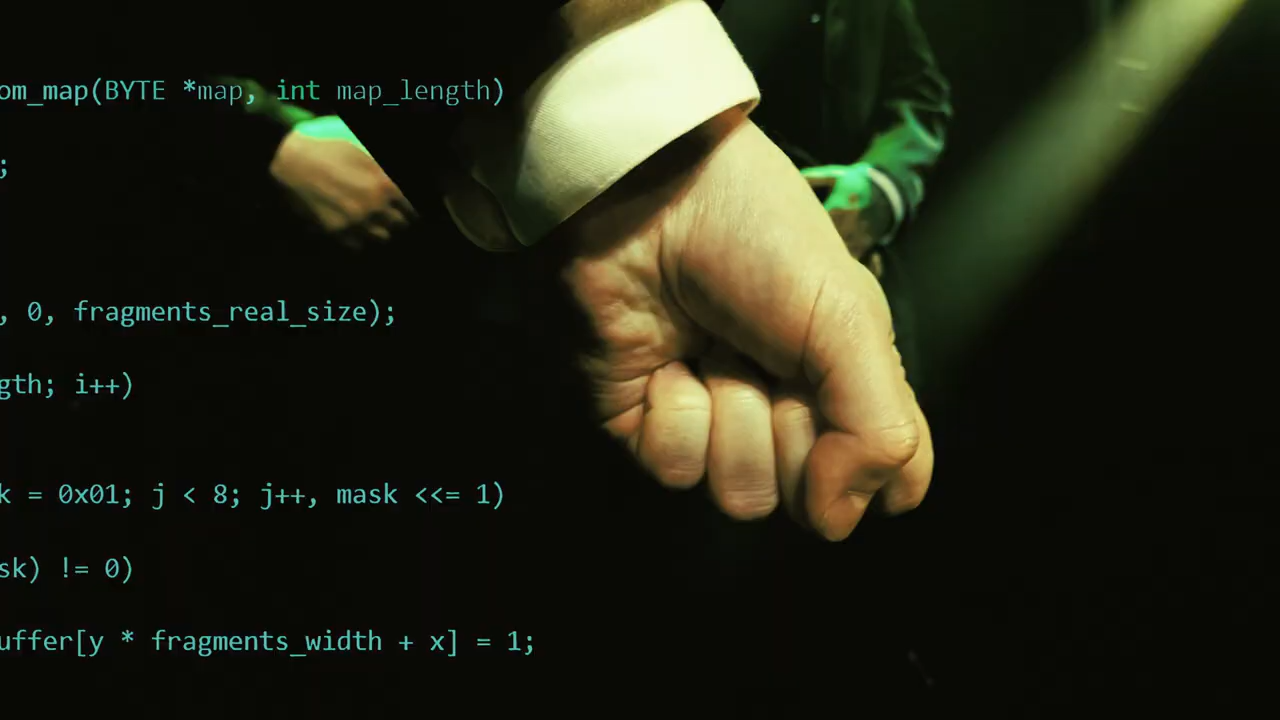 om_map(BYTE *map, int map_length)
;
, 0, fragments_real_size);
gth; i++)
k = 0x01; j < 8; j++, mask <<= 1)
sk) != 0)
uffer[y * fragments_width + x] = 1;